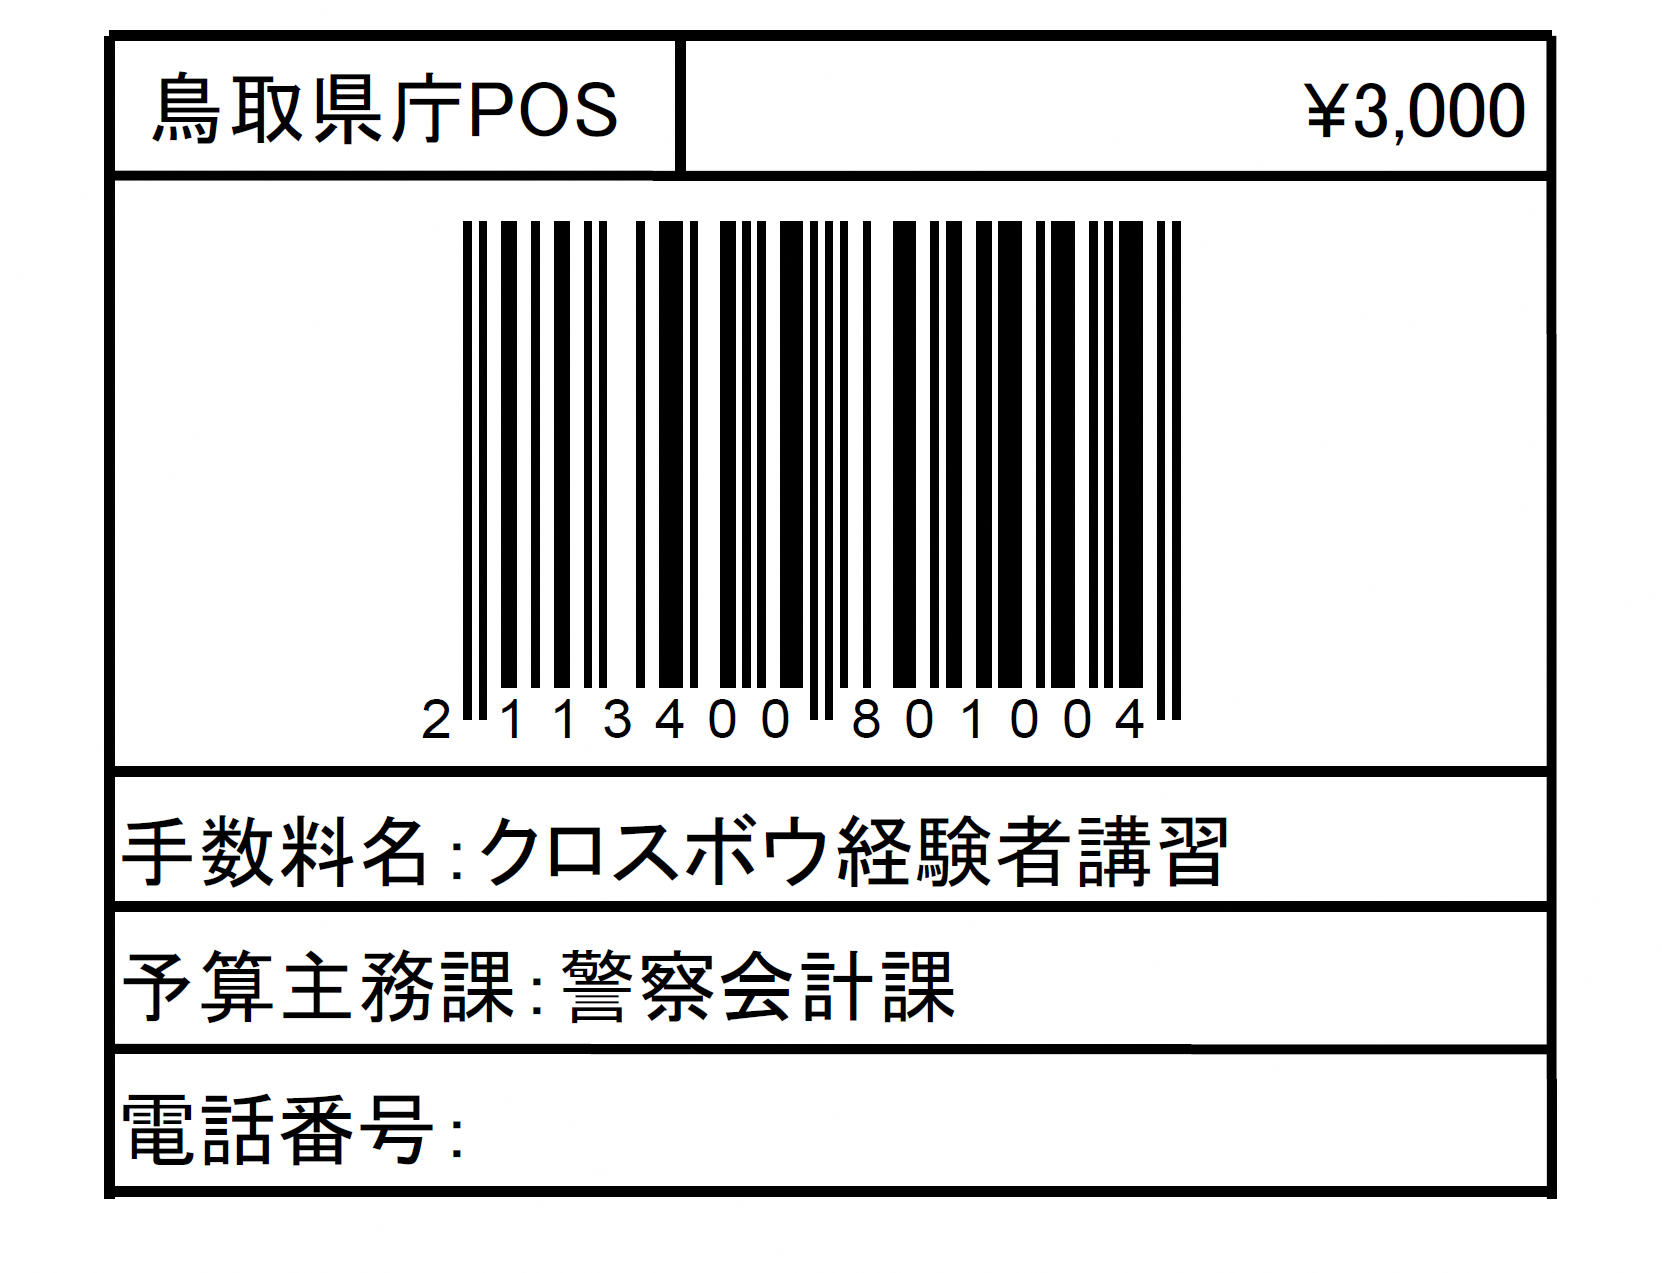 鳥取県庁POS
¥3,000
2 113400 801004
手数料名:クロスボウ経験者講習
予算主務課:警察会計課
電話番号: